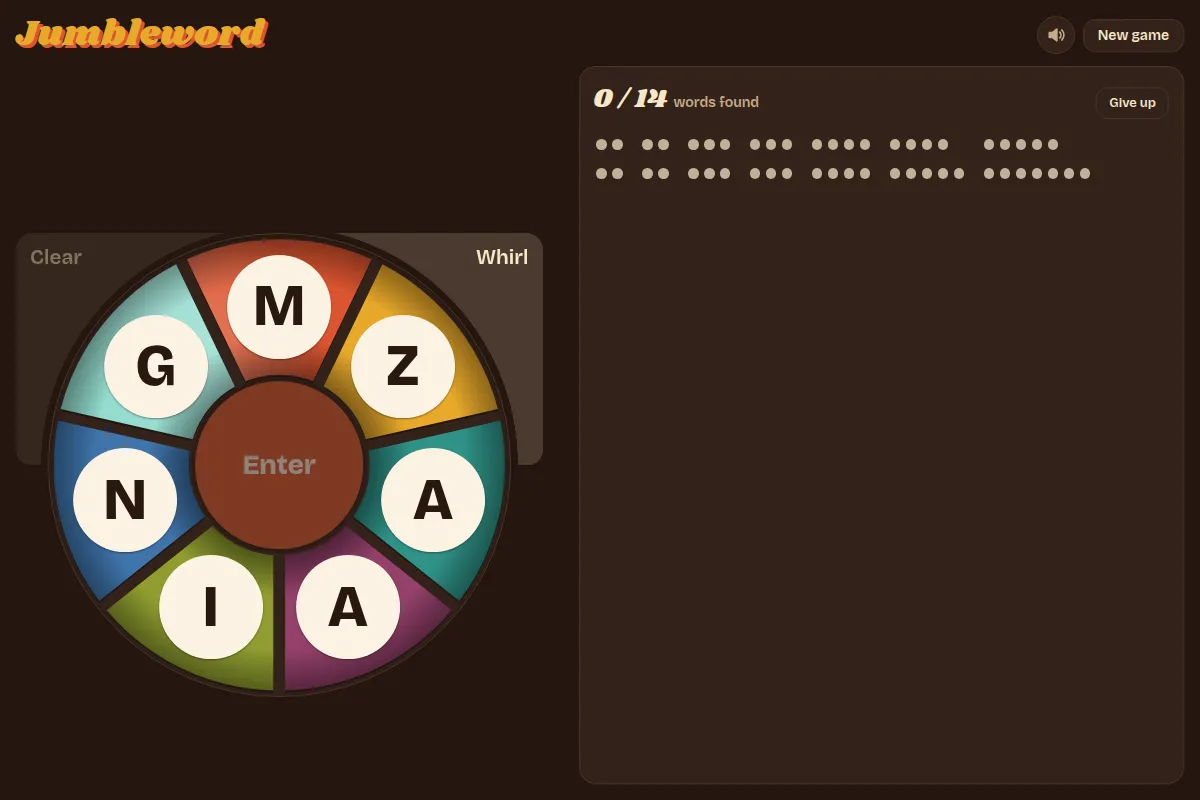 Jumbleword
New game
0 / 14 words found
Give up
Clear
Whirl
M
G
Z
Enter
N
A
I
A